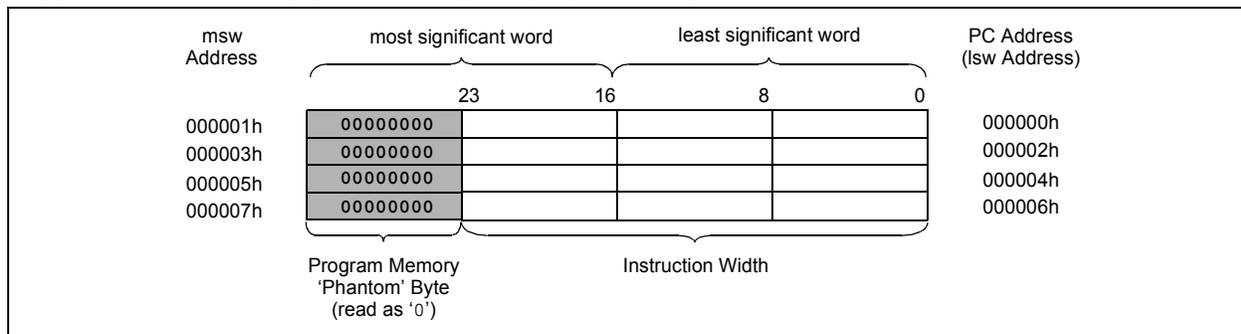 msw
Address
most significant word
least significant word
PC Address
(lsw Address)
23
16
8
0
000001h
00000000
000000h
000003h
00000000
000002h
000005h
00000000
000004h
000007h
00000000
000006h
Program Memory
‘Phantom’ Byte
(read as ‘0’)
Instruction Width